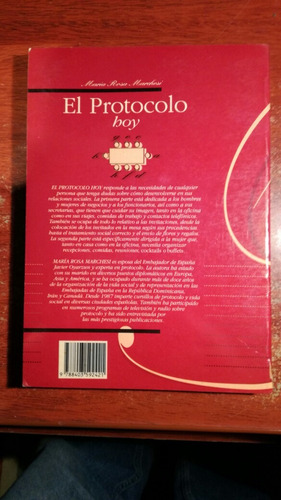 María Rosa Marchesi
El Protocolo
hoy
EL PROTOCOLO HOY responde a las necesidades de cualquier
persona que tenga dudas sobre cómo desenvolverse en sus
relaciones sociales. La primera parte está dedicada a los hombres
y mujeres de negocios y a los funcionarios, así como a sus
secretarias, que tienen que cuidar su imagen, tanto en la oficina
como en sus viajes, comidas de trabajo y contactos telefónicos.
También se ocupa de todo lo relativo a las invitaciones, desde la
colocación de los invitados en la mesa según sus precedencias
hasta el tratamiento social correcto y el envío de flores y regalos.
La segunda parte está específicamente dirigida a la mujer que,
tanto en casa como en la oficina, necesita organizar
recepciones, comidas, reuniones, cocktails o buffets.
MARÍA ROSA MARCHESI es esposa del Embajador de España
Javier Oyarzun y experta en protocolo. La autora ha estado
con su marido en diversos puestos diplomáticos en Europa,
Asia y América, y se ha ocupado durante más de doce años
de la organización de la vida social y de representación en las
Embajadas de España en la República Dominicana,
Irán y Canadá. Desde 1987 imparte cursillos de protocolo y vida
social en diversas ciudades españolas. También ha participado
en numerosos programas de televisión y radio sobre
protocolo y ha sido entrevistada por
las más prestigiosas publicaciones.
9 788403 592421